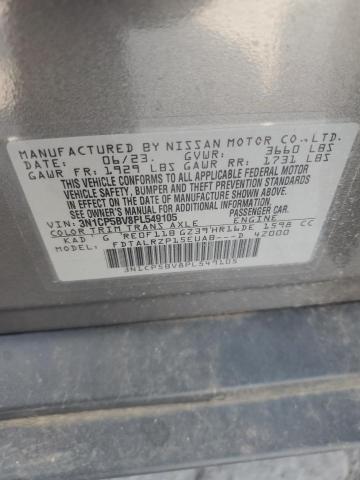 MANUFACTURED BY NISSAN MOTOR CO., LTD.
DATE: 06/23. GVWR: 3660 LBS
GAWR FR: 1929 LBS GAWR RR: 1731 LBS
THIS VEHICLE CONFORMS TO ALL APPLICABLE FEDERAL MOTOR
VEHICLE SAFETY, BUMPER AND THEFT PREVENTION STANDARDS
IN EFFECT ON THE DATE OF MANUFACTURE SHOWN ABOVE.
SEE OWNER'S MANUAL FOR ADDITIONAL INFORMATION.
VIN: 3N1CP5BV8PL549105 PASSENGER CAR
COLOR TRIM TRANS AXLE ENGINE
KAD G RE0F11B GZ39 HR16DE 1598 CC
MODEL: FDTALRZP15EUAB---D 42000
3N1CP5BV8PL549105